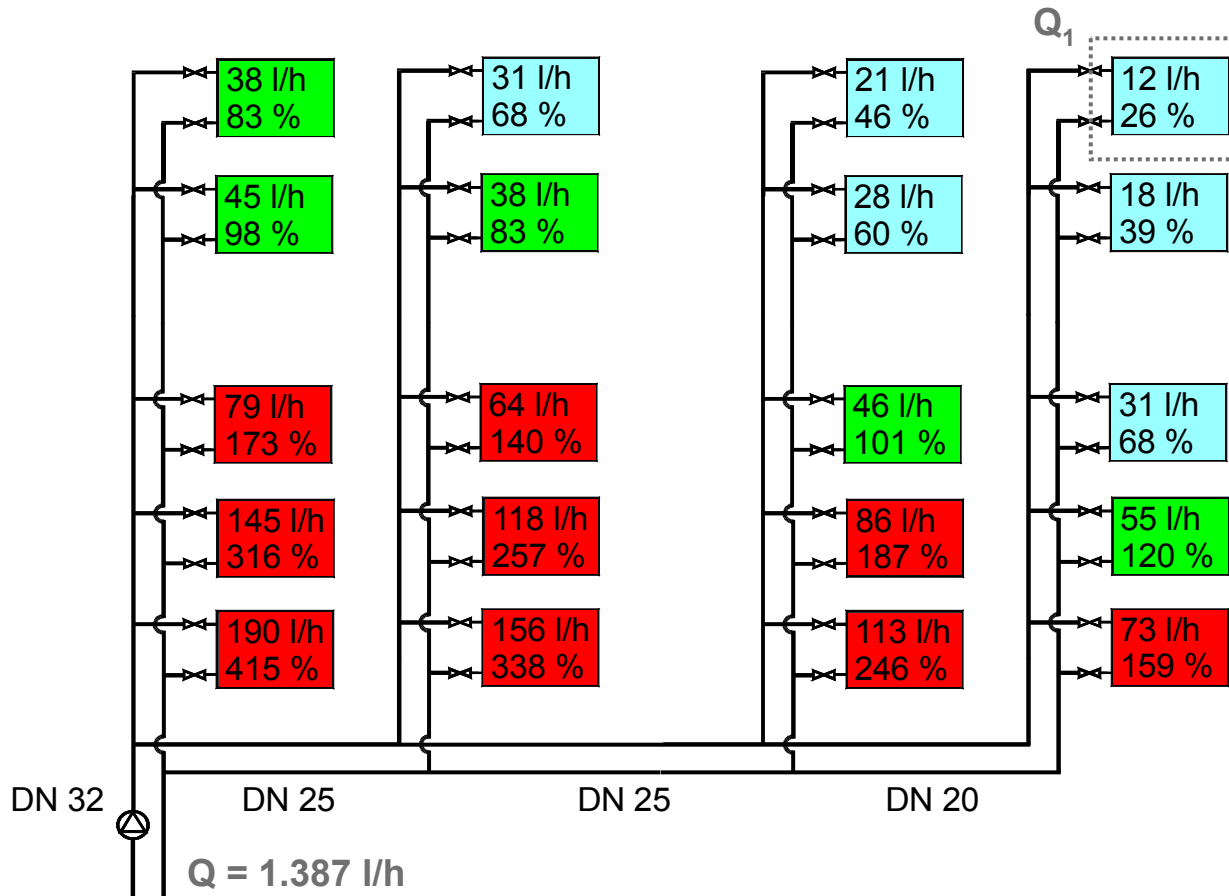 Q1
38 l/h
83 %
31 l/h
68 %
21 l/h
46 %
12 l/h
26 %
45 l/h
98 %
38 l/h
83 %
28 l/h
60 %
18 l/h
39 %
79 l/h
173 %
64 l/h
140 %
46 l/h
101 %
31 l/h
68 %
145 l/h
316 %
118 l/h
257 %
86 l/h
187 %
55 l/h
120 %
190 l/h
415 %
156 l/h
338 %
113 l/h
246 %
73 l/h
159 %
DN 32
DN 25
DN 25
DN 20
Q = 1.387 l/h